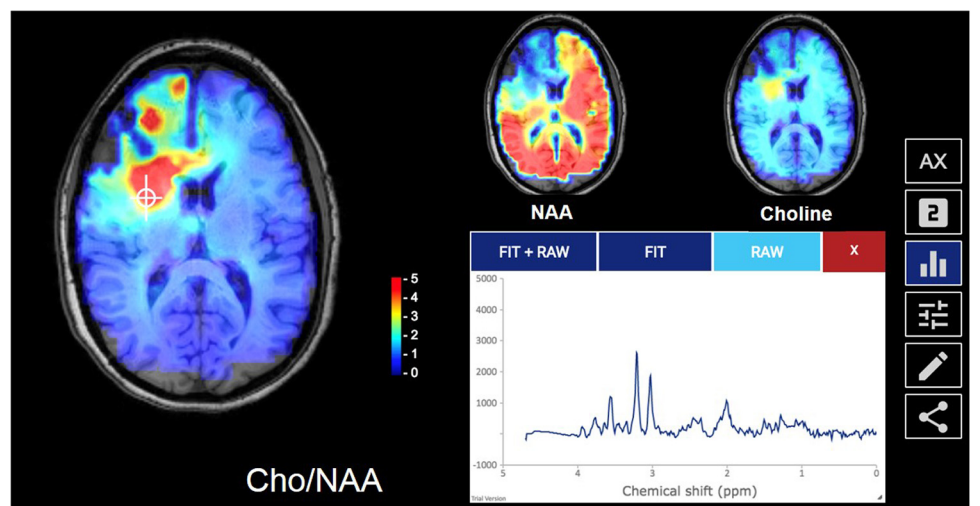 NAA
Choline
AX
2
FIT + RAW
FIT
RAW
X
5
4
3
2
1
0
5000
4000
3000
2000
1000
-1000
5
4
3
2
1
0
Chemical shift (ppm)
Trial Version
Cho/NAA